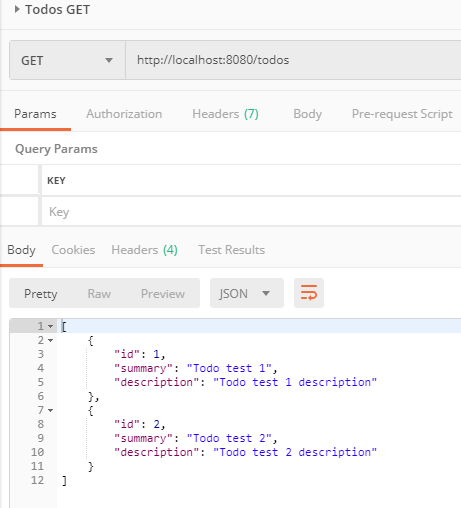 Todos GET
GET http://localhost:8080/todos
Params Authorization Headers (7) Body Pre-request Script
Query Params
KEY
Key
Body Cookies Headers (4) Test Results
Pretty Raw Preview JSON
1 [
2 {
3 "id": 1,
4 "summary": "Todo test 1",
5 "description": "Todo test 1 description"
6 },
7 {
8 "id": 2,
9 "summary": "Todo test 2",
10 "description": "Todo test 2 description"
11 }
12 ]